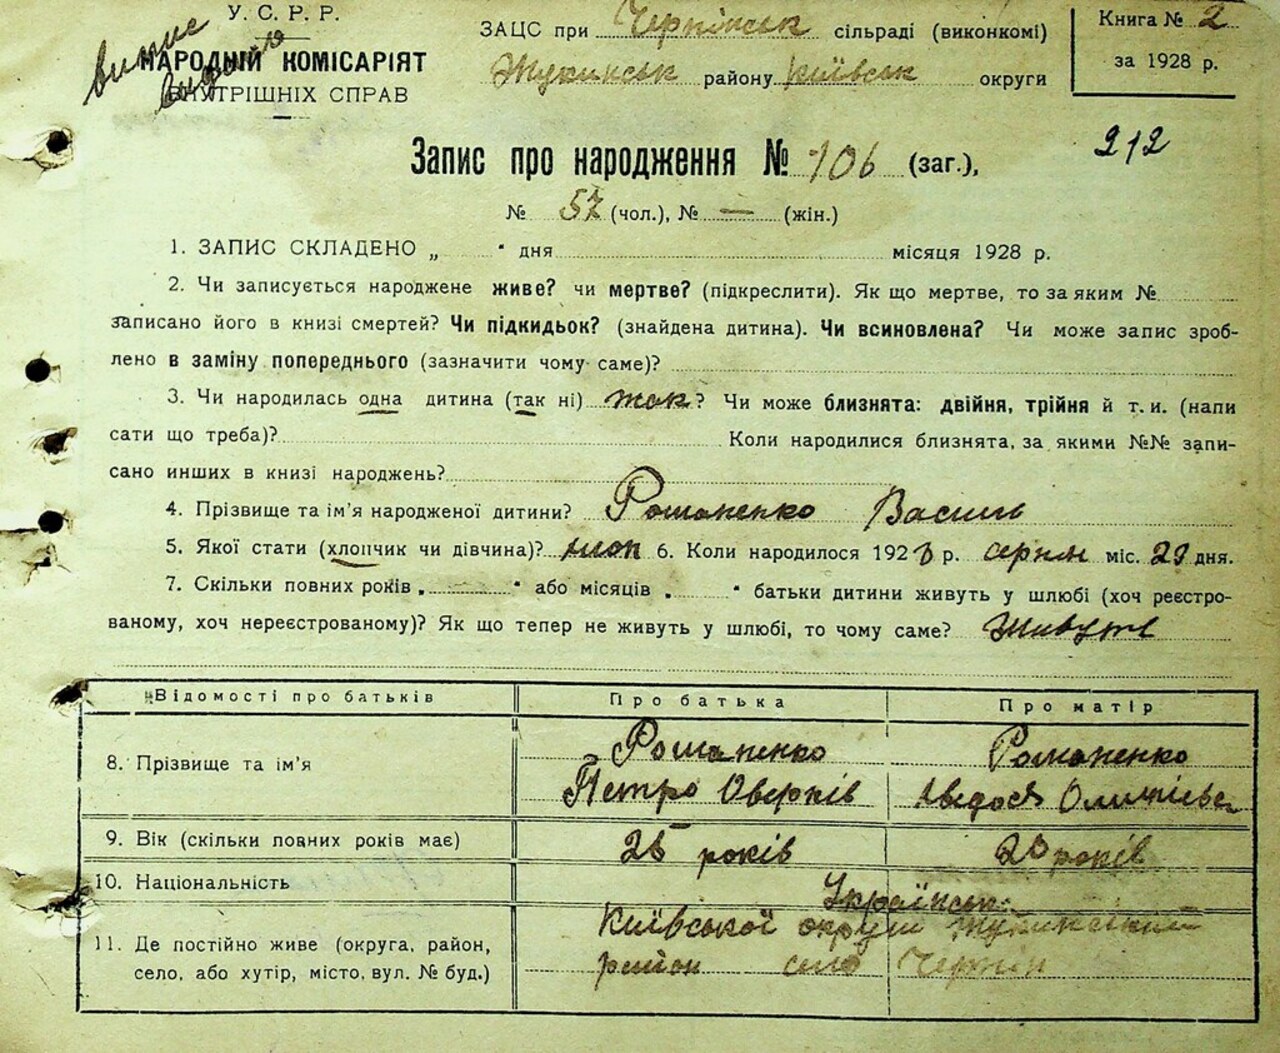 випис
видано
У. С. Р. Р.
НАРОДНІЙ КОМІСАРІЯТ
ВНУТРІШНІХ СПРАВ
ЗАЦС при Чернінськ сільраді (виконкомі)
Жукинськ району Київськ округи
Книга № 2
за 1928 р.
212
Запис про народження № 106 (заг.),
№ 57 (чол.), № — (жін.)
1. ЗАПИС СКЛАДЕНО „ “ дня місяця 1928 р.
2. Чи записується народжене живе? чи мертве? (підкреслити). Як що мертве, то за яким №
записано його в книзі смертей? Чи підкидьок? (знайдена дитина). Чи всиновлена? Чи може запис зроб-
лено в заміну попереднього (зазначити чому саме)?
3. Чи народилась одна дитина (так ні) так? Чи може близнята: двійня, трійня й т. и. (напи
сати що треба)? Коли народилися близнята, за якими №№ запи-
сано инших в книзі народжень?
4. Прізвище та ім’я народженої дитини? Романенко Василь
5. Якої стати (хлопчик чи дівчина)? хлоп 6. Коли народилося 1928 р. серпня міс. 23 дня.
7. Скільки повних років „ “ або місяців „ “ батьки дитини живуть у шлюбі (хоч реєстро-
ваному, хоч нереєстрованому)? Як що тепер не живуть у шлюбі, то чому саме? Живуть
Відомості про батьків Про батька Про матір
8. Прізвище та ім’я Романенко Петро Оверків Романенко
9. Вік (скільки повних років має) років років
10. Національність Українськ
11. Де постійно живе (округа, район, Київської округи Жукинський
село, або хутір, місто, вул. № буд.) район село Чернін